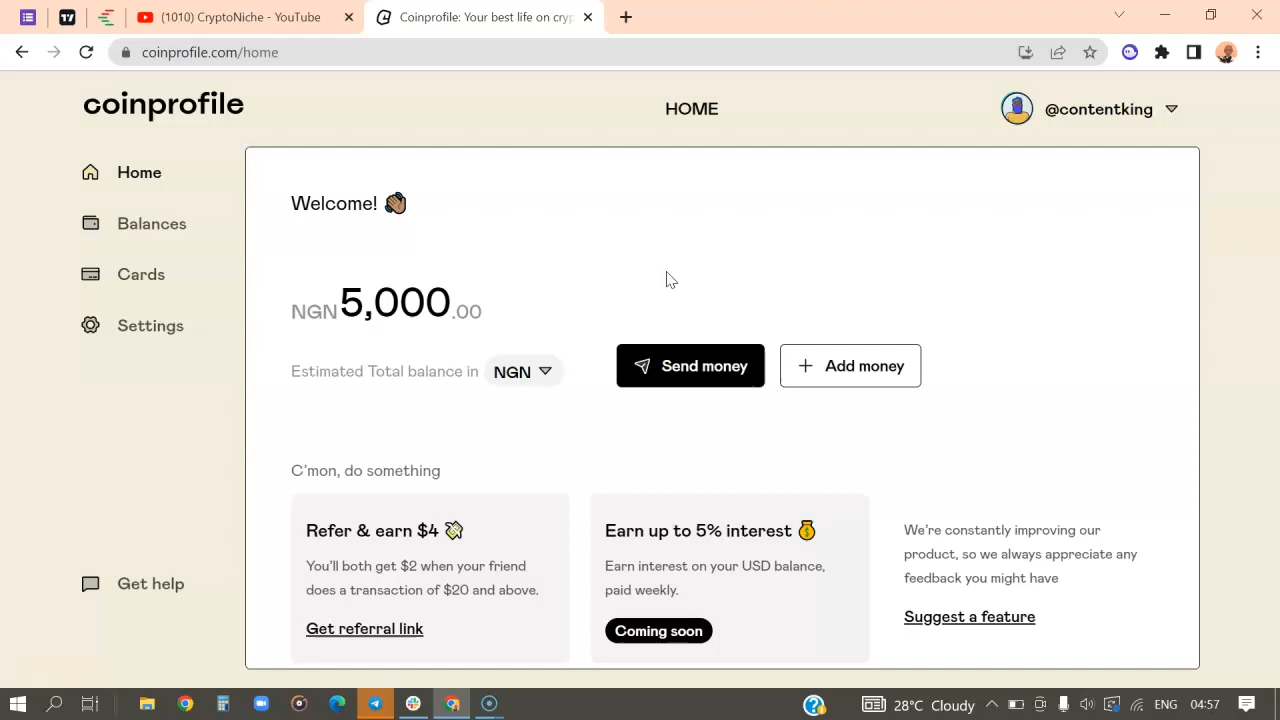 (1010) CryptoNiche - YouTube
Coinprofile: Your best life on cryp
coinprofile.com/home
coinprofile
HOME
@contentking
Home
Balances
Cards
Settings
Get help
Welcome!
NGN 5,000.00
Estimated Total balance in NGN
Send money
Add money
C'mon, do something
Refer & earn $4
You'll both get $2 when your friend
does a transaction of $20 and above.
Get referral link
Earn up to 5% interest
Earn interest on your USD balance,
paid weekly.
Coming soon
We're constantly improving our
product, so we always appreciate any
feedback you might have
Suggest a feature
28°C Cloudy
ENG
04:57